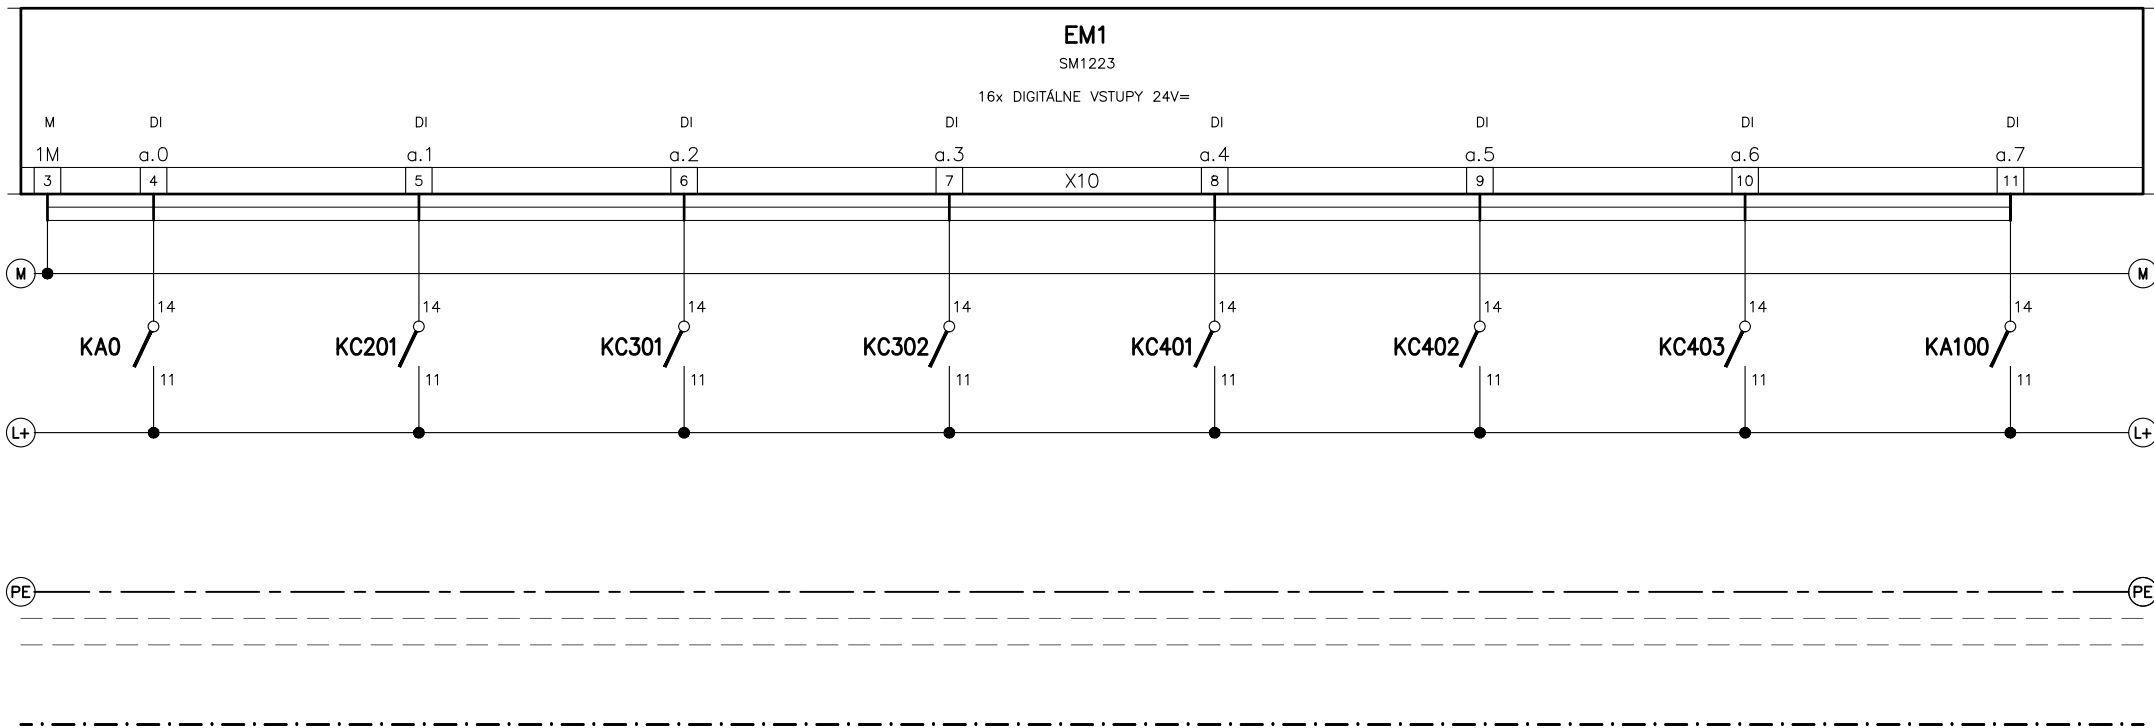 EM1
SM1223
16x DIGITÁLNE VSTUPY 24V=
M DI DI DI DI DI DI DI DI
1M a.0 a.1 a.2 a.3 a.4 a.5 a.6 a.7
3 4 5 6 7 X10 8 9 10 11
M M
14 14 14 14 14 14 14 14
KA0 KC201 KC301 KC302 KC401 KC402 KC403 KA100
11 11 11 11 11 11 11 11
L+ L+
PE PE